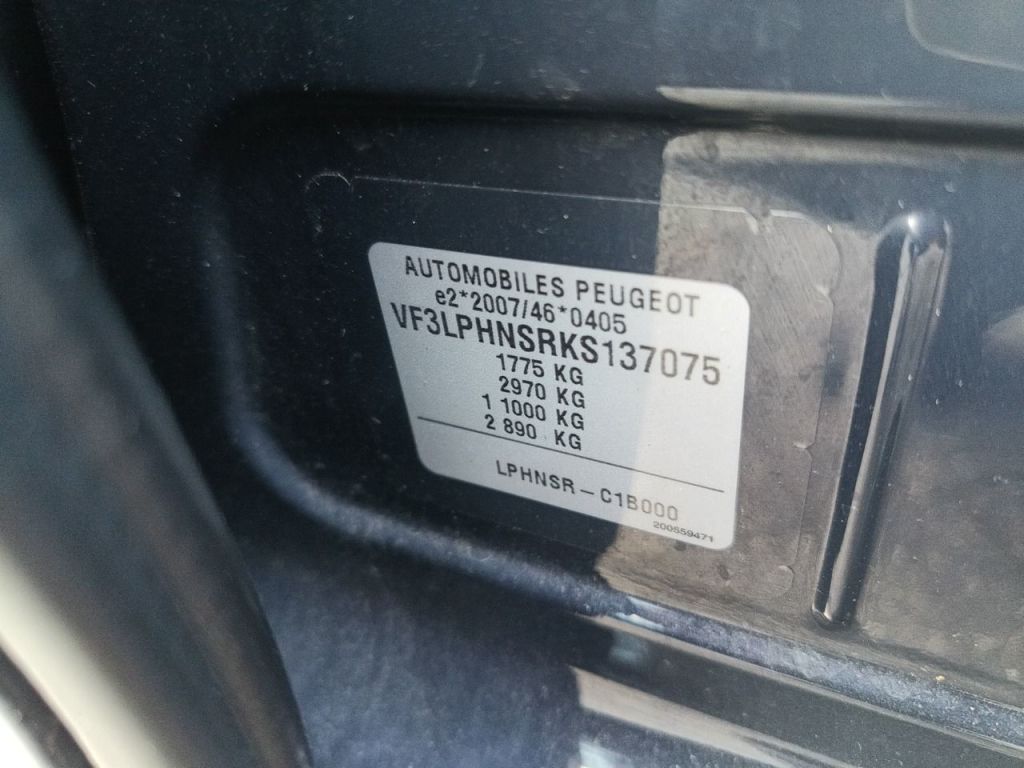 AUTOMOBILES PEUGEOT
e2*2007/46*0405
VF3LPHNSRKS137075
1775 KG
2970 KG
1 1000 KG
2 890 KG
LPHNSR - C1B000
200559471